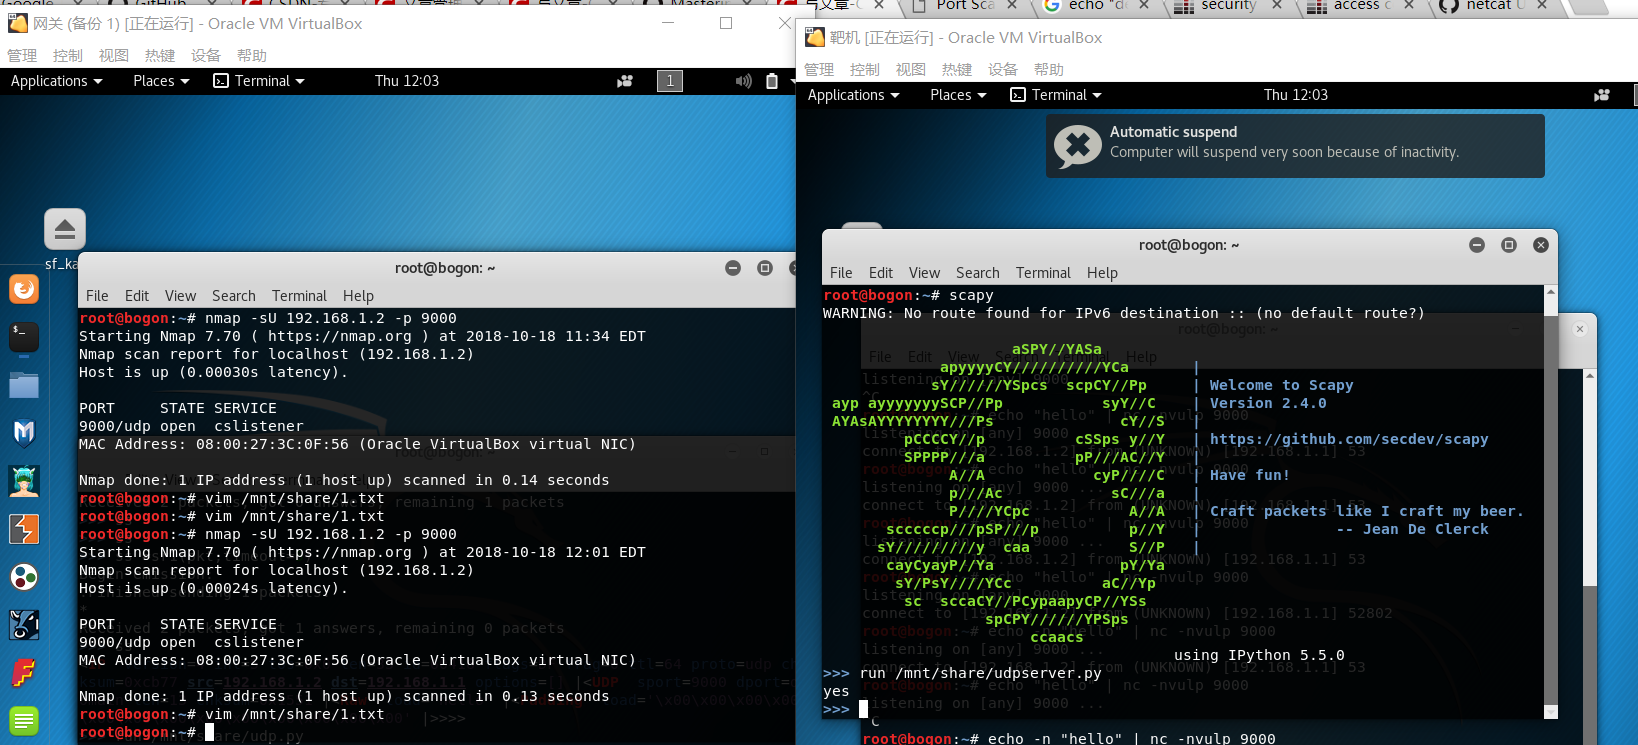 网关 (备份 1) [正在运行] - Oracle VM VirtualBox
管理 控制 视图 热键 设备 帮助
Applications Places Terminal Thu 12:03 1
sf_ka
root@bogon: ~
File Edit View Search Terminal Help
root@bogon:~# nmap -sU 192.168.1.2 -p 9000
Starting Nmap 7.70 ( https://nmap.org ) at 2018-10-18 11:34 EDT
Nmap scan report for localhost (192.168.1.2)
Host is up (0.00030s latency).
PORT     STATE SERVICE
9000/udp open  cslistener
MAC Address: 08:00:27:3C:0F:56 (Oracle VirtualBox virtual NIC)
Nmap done: 1 IP address (1 host up) scanned in 0.14 seconds
root@bogon:~# vim /mnt/share/1.txt
root@bogon:~# vim /mnt/share/1.txt
root@bogon:~# nmap -sU 192.168.1.2 -p 9000
Starting Nmap 7.70 ( https://nmap.org ) at 2018-10-18 12:01 EDT
Nmap scan report for localhost (192.168.1.2)
Host is up (0.00024s latency).
PORT     STATE SERVICE
9000/udp open  cslistener
MAC Address: 08:00:27:3C:0F:56 (Oracle VirtualBox virtual NIC)
Nmap done: 1 IP address (1 host up) scanned in 0.13 seconds
root@bogon:~# vim /mnt/share/1.txt
root@bogon:~#
Port Sca
echo "d
security
access c
netcat U
靶机 [正在运行] - Oracle VM VirtualBox
管理 控制 视图 热键 设备 帮助
Applications Places Terminal Thu 12:03
Automatic suspend
Computer will suspend very soon because of inactivity.
root@bogon: ~
File Edit View Search Terminal Help
root@bogon:~# scapy
WARNING: No route found for IPv6 destination :: (no default route?)
                     aSPY//YASa
             apyyyyCY//////////YCa       |
            sY//////YSpcs  scpCY//Pp     | Welcome to Scapy
 ayp ayyyyyyySCP//Pp           syY//C    | Version 2.4.0
 AYAsAYYYYYYYY///Ps              cY//S   |
         pCCCCY//p          cSSps y//Y   | https://github.com/secdev/scapy
         SPPPP///a          pP///AC//Y   |
              A//A            cyP////C   | Have fun!
              p///Ac            sC///a   |
              P////YCpc           A//A   | Craft packets like I craft my beer.
       scccccp///pSP///p          p//Y   |               -- Jean De Clerck
      sY/////////y  caa           S//P   |
       cayCyayP//Ya              pY/Ya
        sY/PsY////YCc          aC//Yp
         sc  sccaCY//PCypaapyCP//YSs
                  spCPY//////YPSps
                       ccaacs
                                       using IPython 5.5.0
>>> run /mnt/share/udpserver.py
yes
>>>
root@bogon:~# echo -n "hello" | nc -nvulp 9000